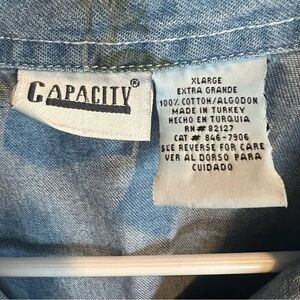 CAPACITY®
XLARGE
EXTRA GRANDE
100% COTTON/ALGODON
MADE IN TURKEY
HECHO EN TURQUIA
RN# 82127
CAT # 846-7906
SEE REVERSE FOR CARE
VER AL DORSO PARA
CUIDADO